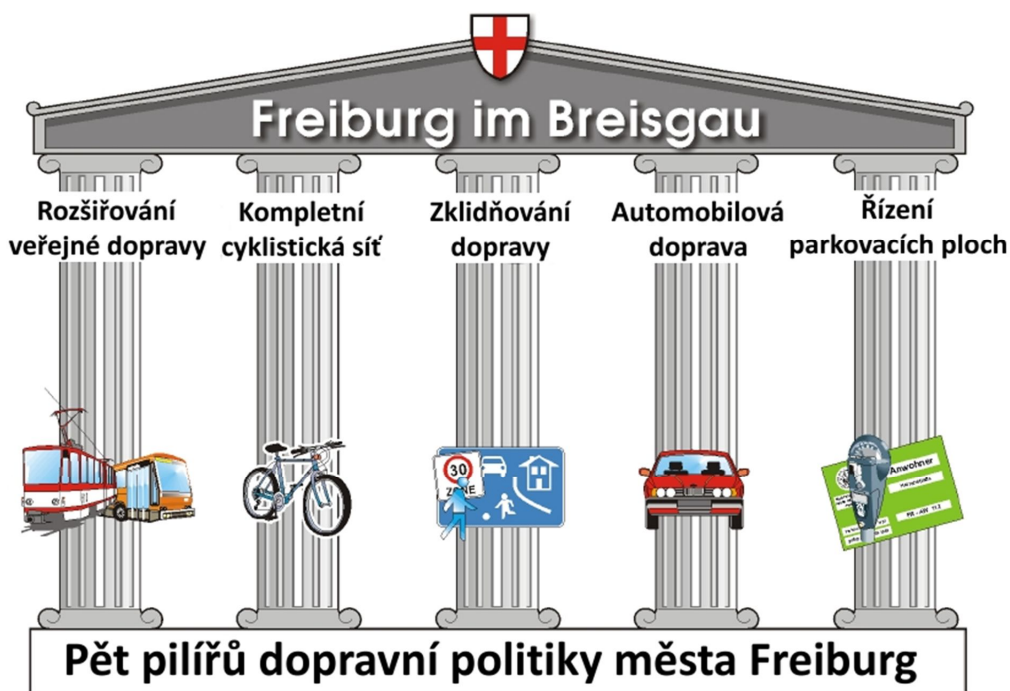 Freiburg im Breisgau
Rozšiřování
veřejné dopravy
Kompletní
cyklistická síť
Zklidňování
dopravy
Automobilová
doprava
Řízení
parkovacích ploch
30
ZONE
Anwohner
Pět pilířů dopravní politiky města Freiburg